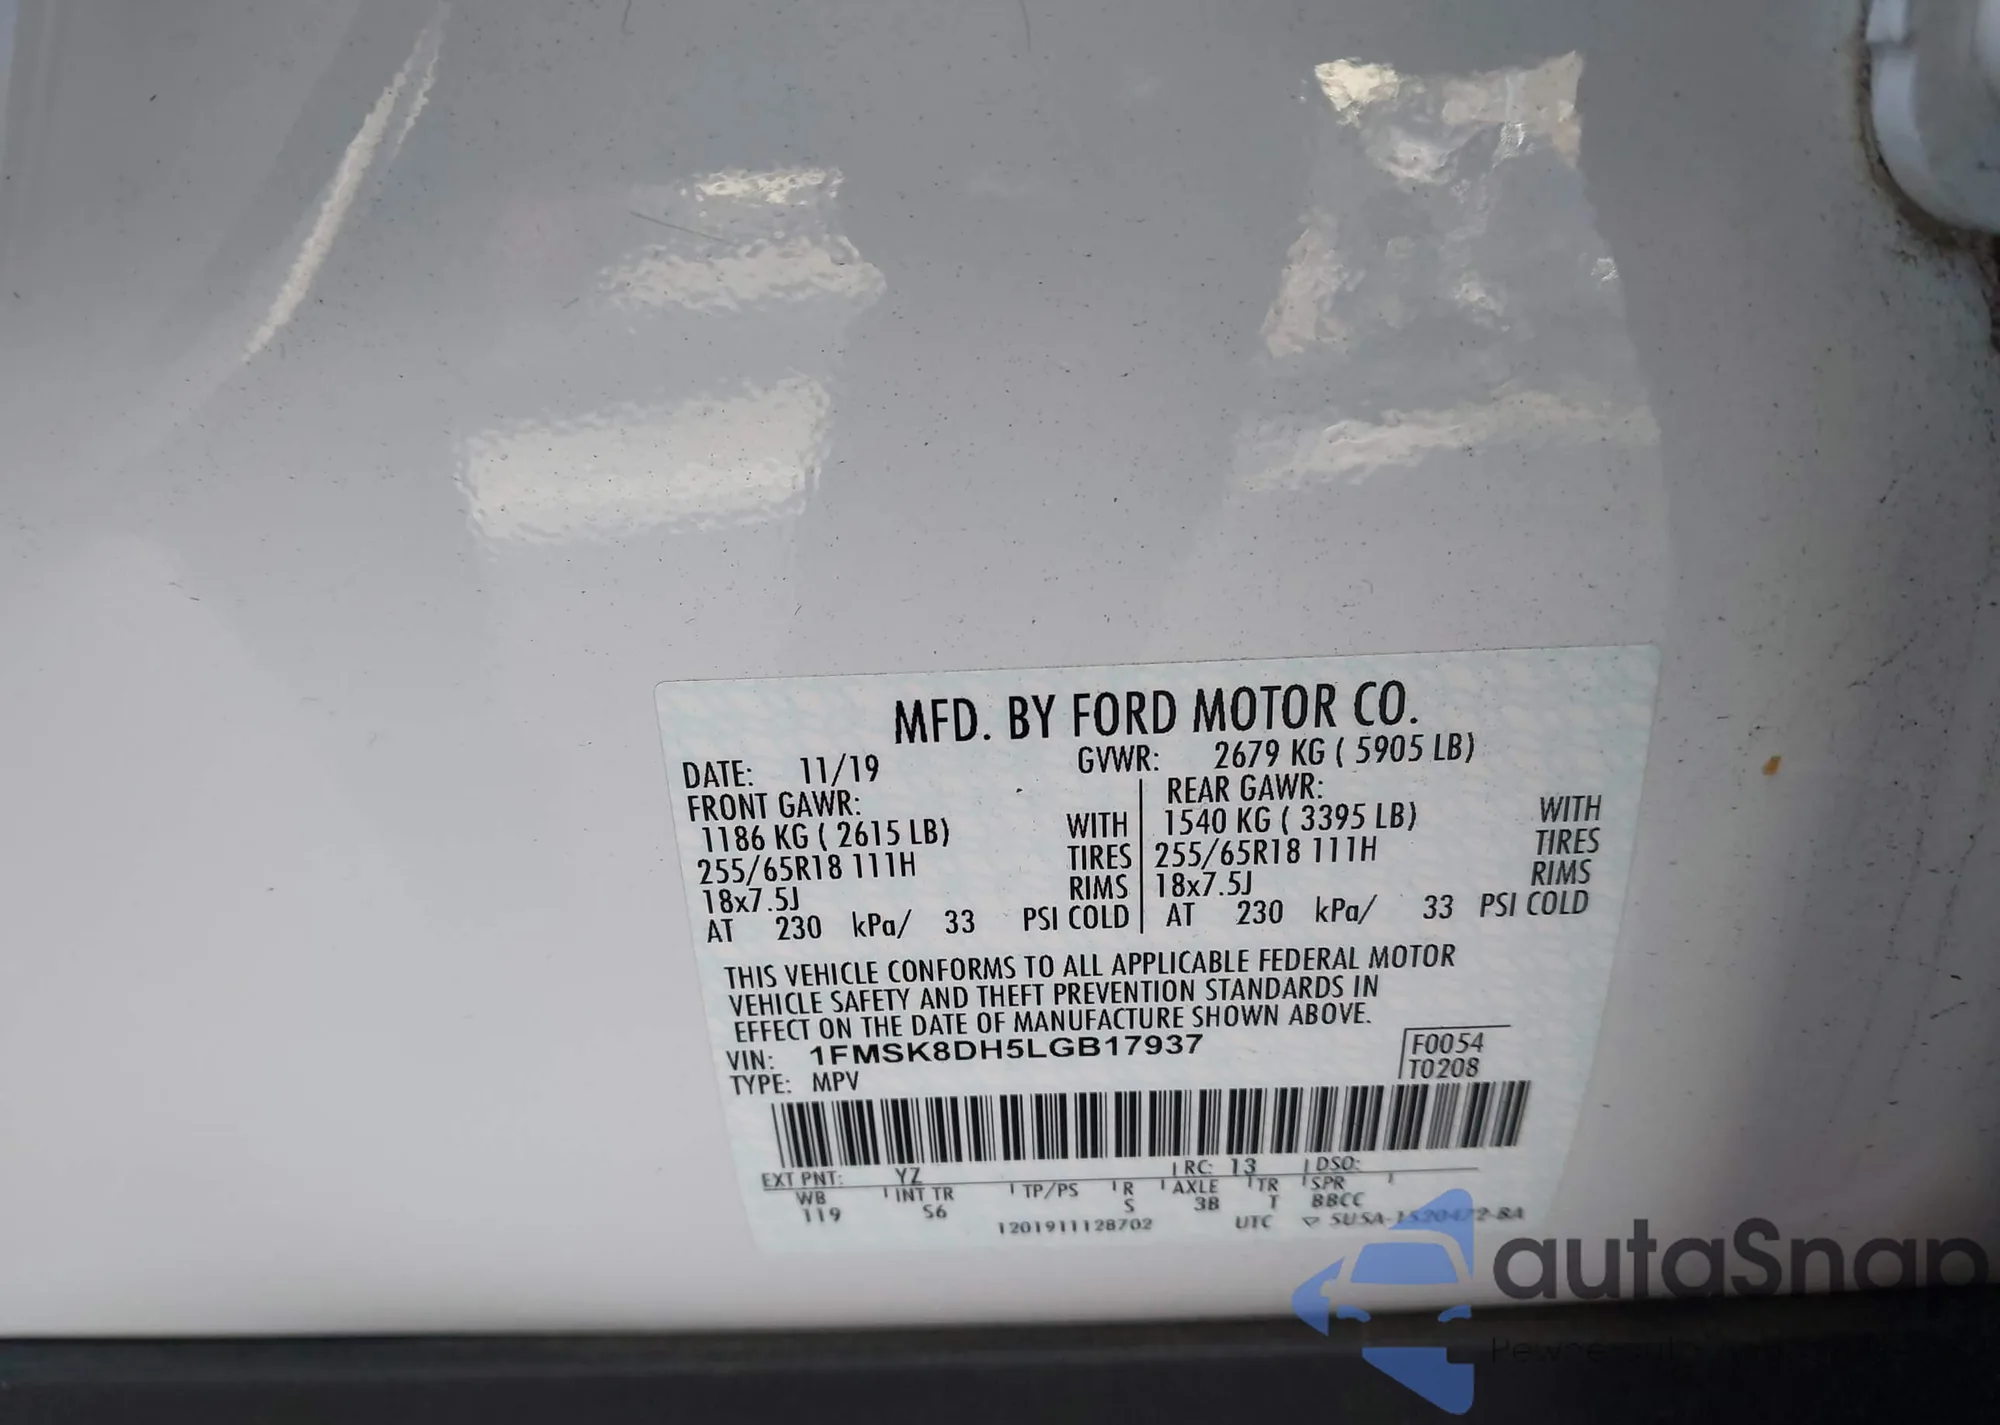 MFD. BY FORD MOTOR CO.
DATE: 11/19 GVWR: 2679 KG ( 5905 LB)
FRONT GAWR: REAR GAWR:
1186 KG ( 2615 LB) WITH 1540 KG ( 3395 LB) WITH
255/65R18 111H TIRES 255/65R18 111H TIRES
18x7.5J RIMS 18x7.5J RIMS
AT 230 kPa/ 33 PSI COLD AT 230 kPa/ 33 PSI COLD
THIS VEHICLE CONFORMS TO ALL APPLICABLE FEDERAL MOTOR
VEHICLE SAFETY AND THEFT PREVENTION STANDARDS IN
EFFECT ON THE DATE OF MANUFACTURE SHOWN ABOVE.
VIN: 1FMSK8DH5LGB17937 F0054
TYPE: MPV T0208
EXT PNT: YZ RC: 13 DSO:
WB INT TR TP/PS R AXLE TR SPR
119 S6 S 3B T BBCC
1201911128702 UTC SUSA-1520472-BA
autaSnap